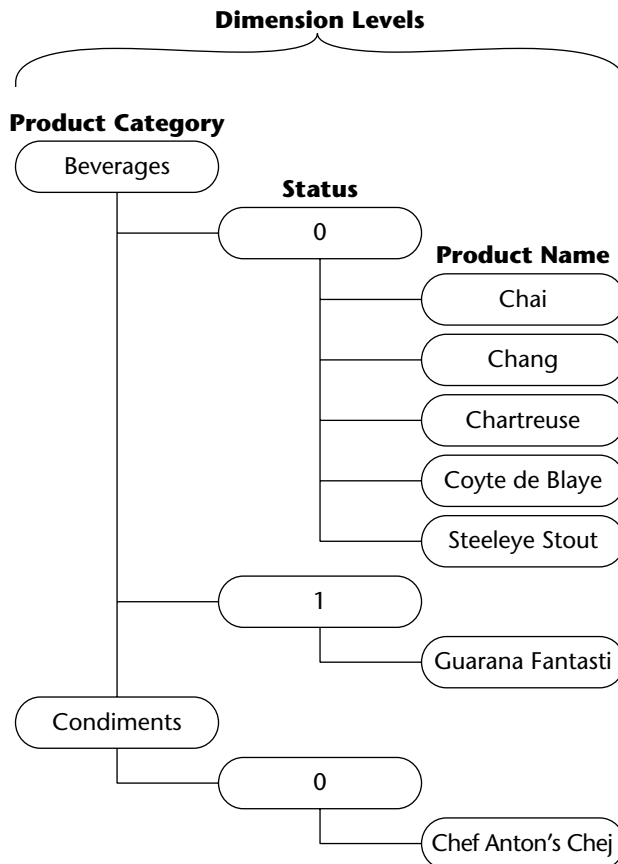 Dimension Levels
Product Category
Beverages
Status
0
Product Name
Chai
Chang
Chartreuse
Coyte de Blaye
Steeleye Stout
1
Guarana Fantasti
Condiments
0
Chef Anton's Chej